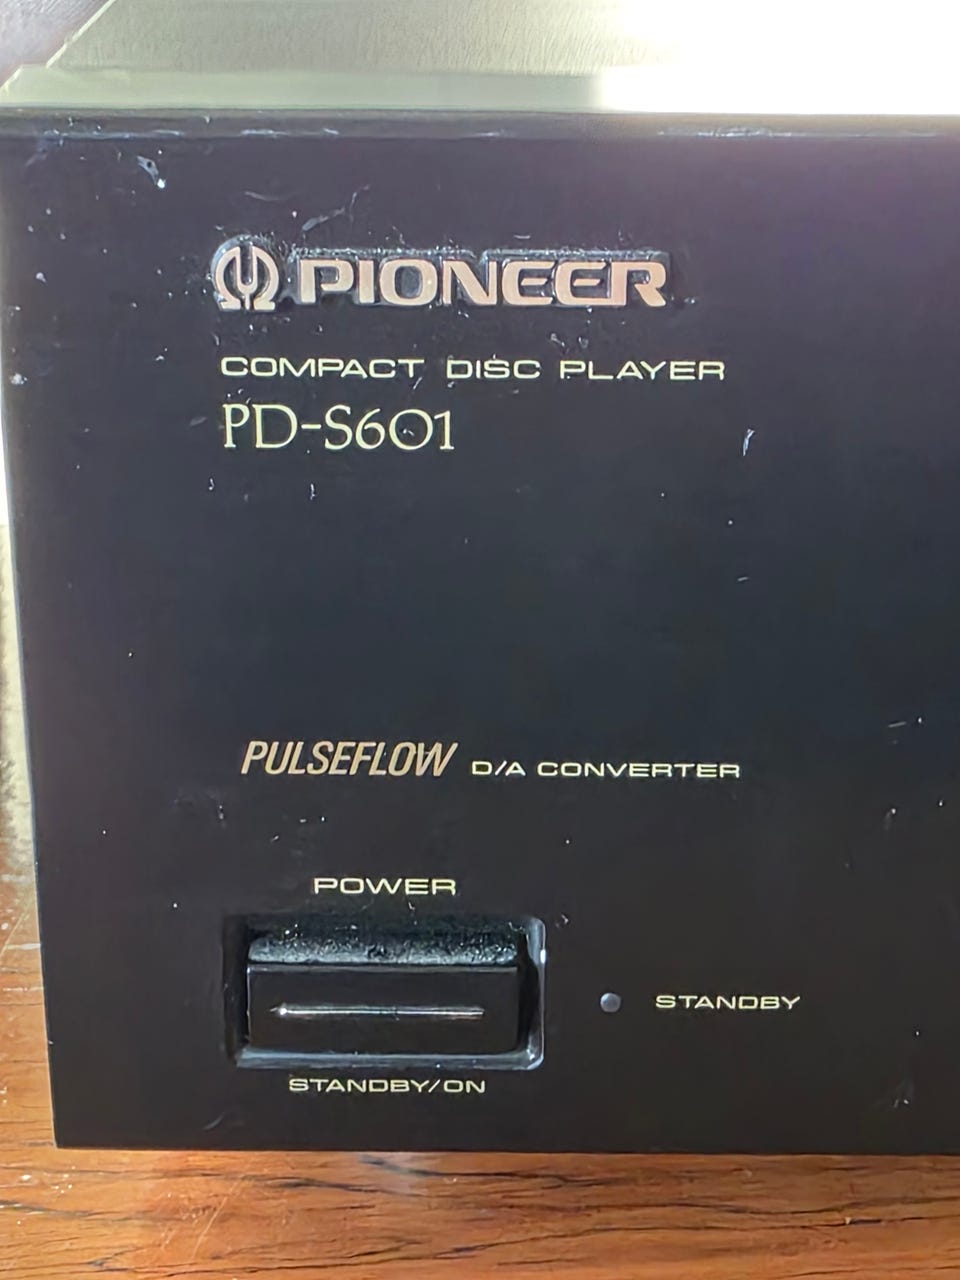 PIONEER
COMPACT DISC PLAYER
PD-S601
PULSEFLOW D/A CONVERTER
POWER
STANDBY
STANDBY/ON